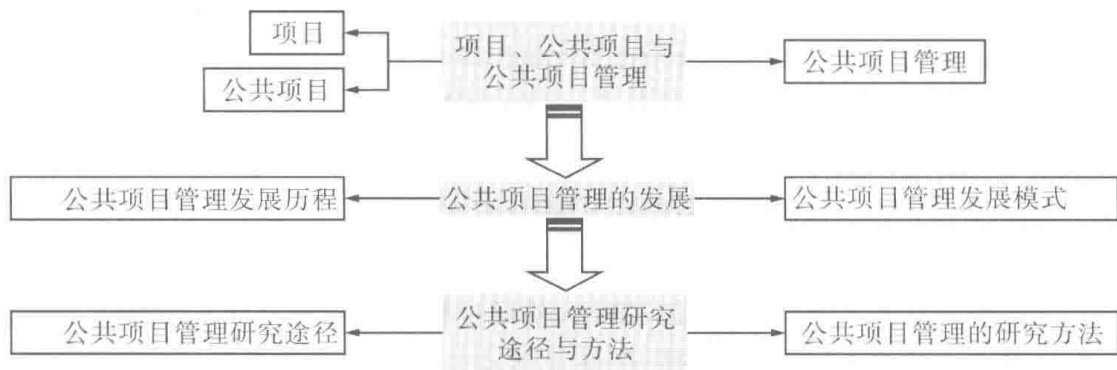 项目
公共项目
项目、公共项目与
公共项目管理
公共项目管理
公共项目管理发展历程
公共项目管理的发展
公共项目管理发展模式
公共项目管理研究途径
公共项目管理研究
途径与方法
公共项目管理的研究方法